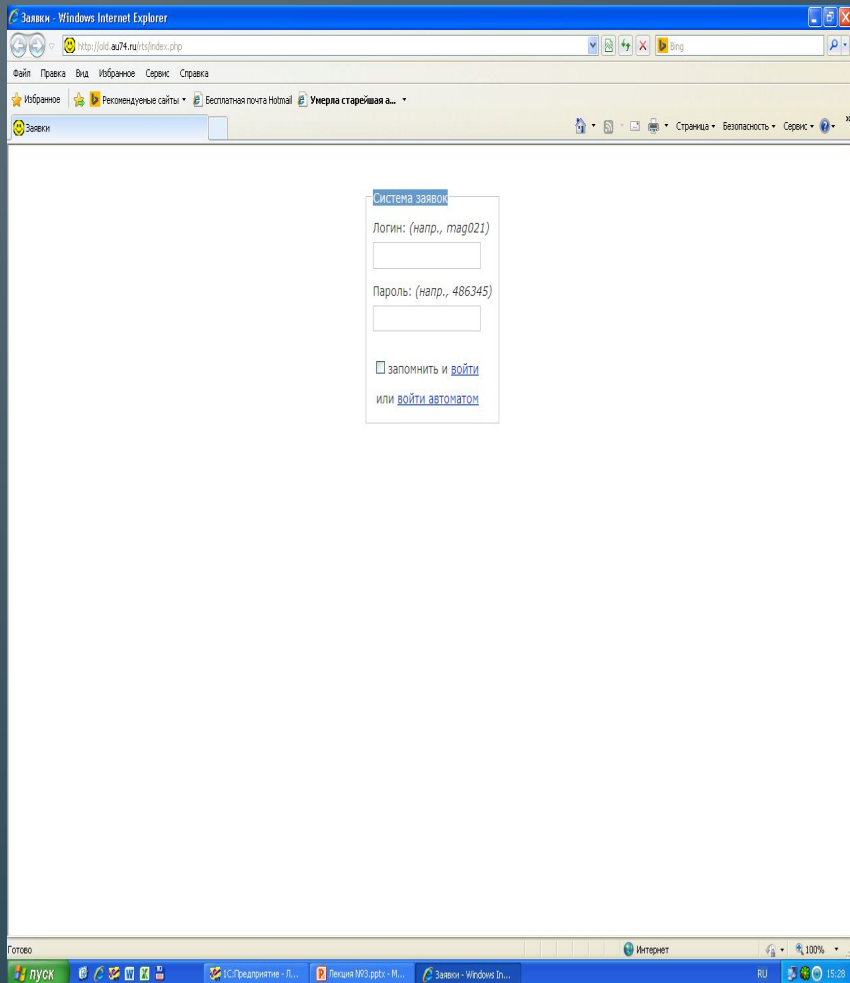 Заявки - Windows Internet Explorer
http://old.au74.ru/rts/index.php
Bing
Файл Правка Вид Избранное Сервис Справка
Избранное Рекомендуемые сайты Бесплатная почта Hotmail Умерла старейшая а...
Заявки
Страница Безопасность Сервис
Система заявок
Логин: (напр., mag021)
Пароль: (напр., 486345)
запомнить и войти
или войти автоматом
Готово Интернет 100%
пуск 1С:Предприятие - Л... Лекция №3.pptx - M... Заявки - Windows In... RU 15:28